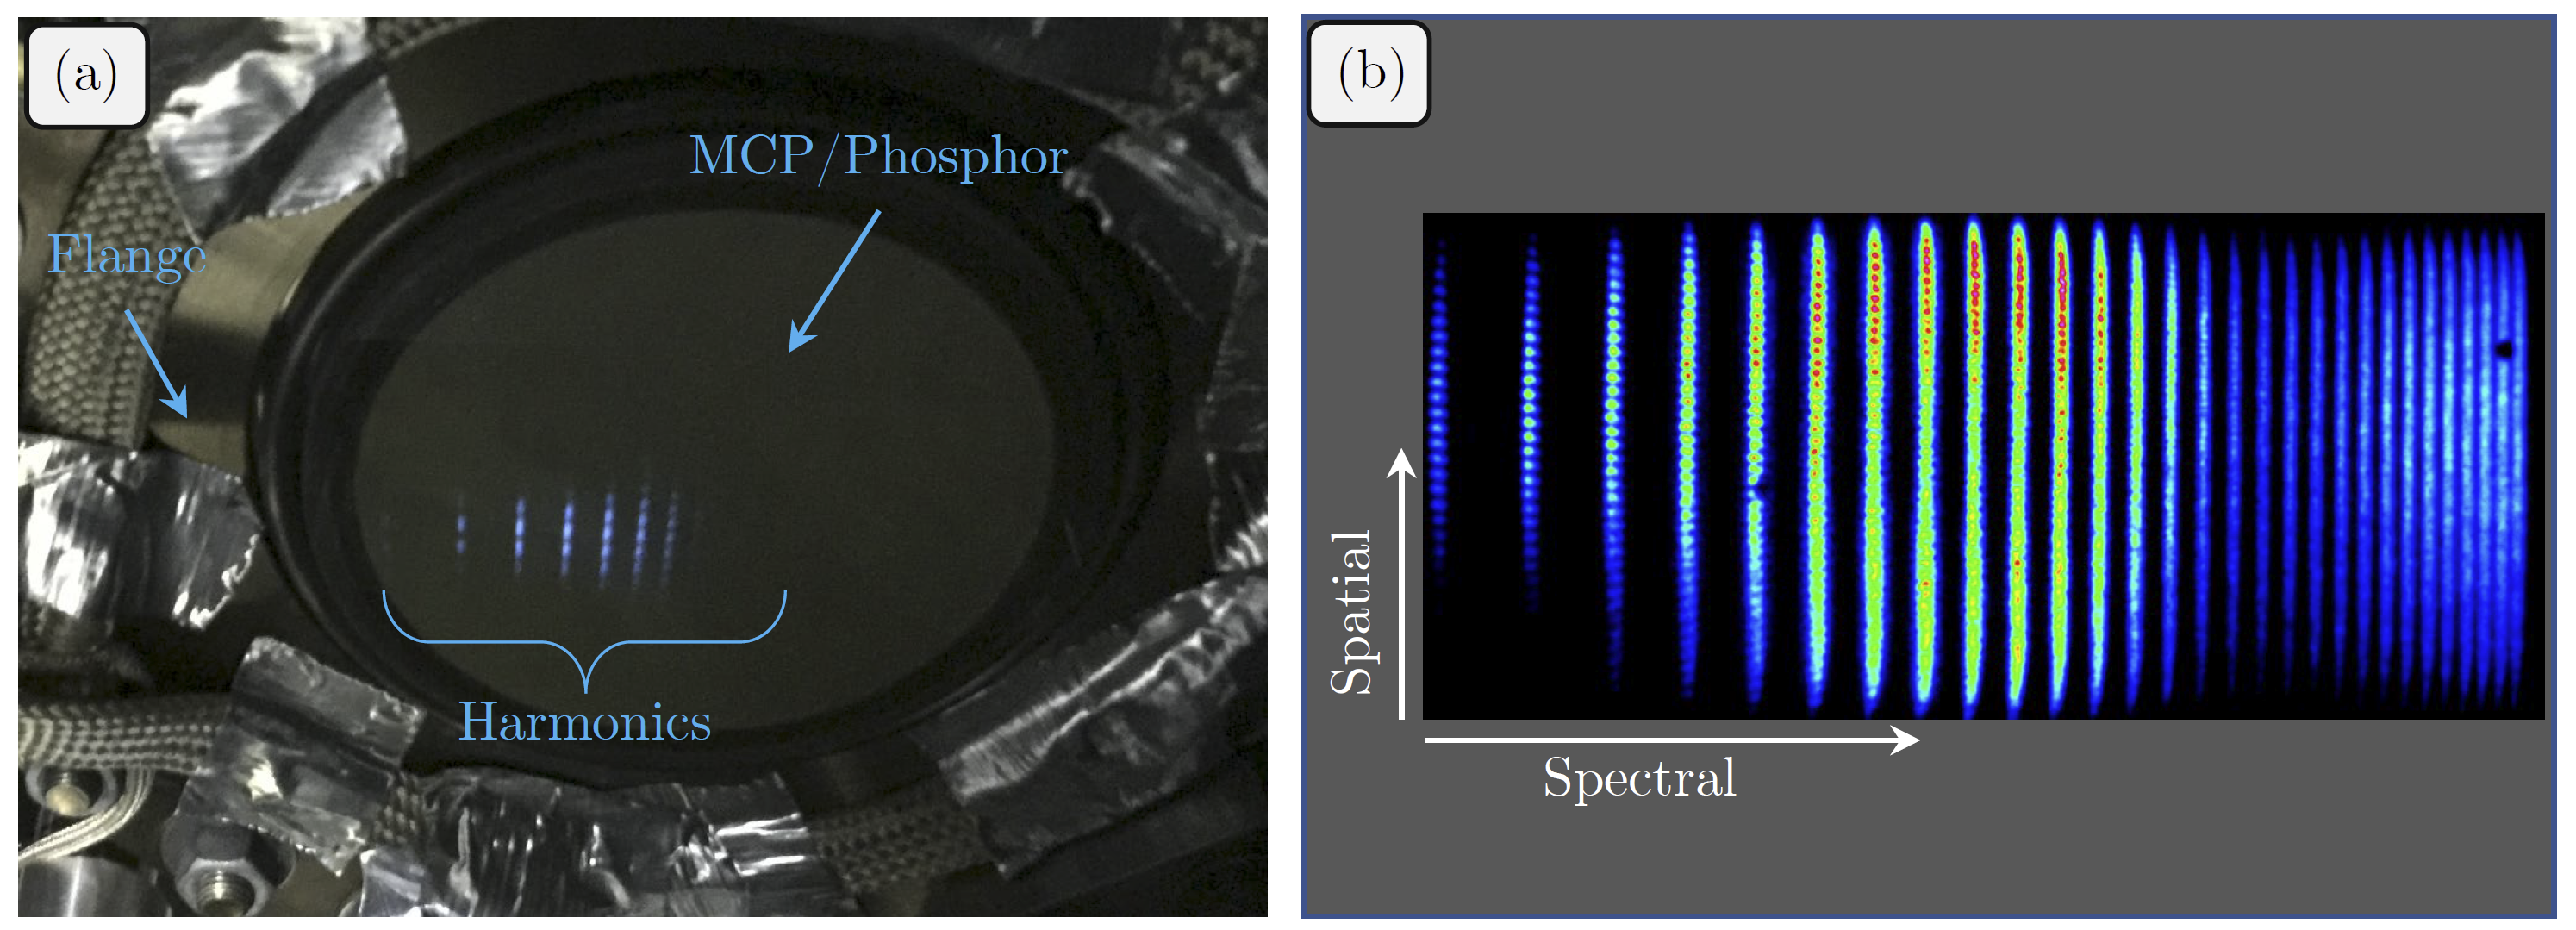 (a)
MCP/Phosphor
Flange
Harmonics
(b)
Spatial
Spectral